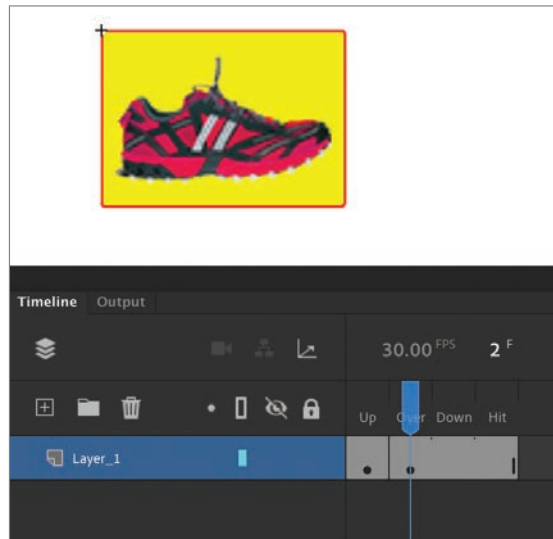 Timeline Output
30.00 FPS 2 F
Up Over Down Hit
Layer_1